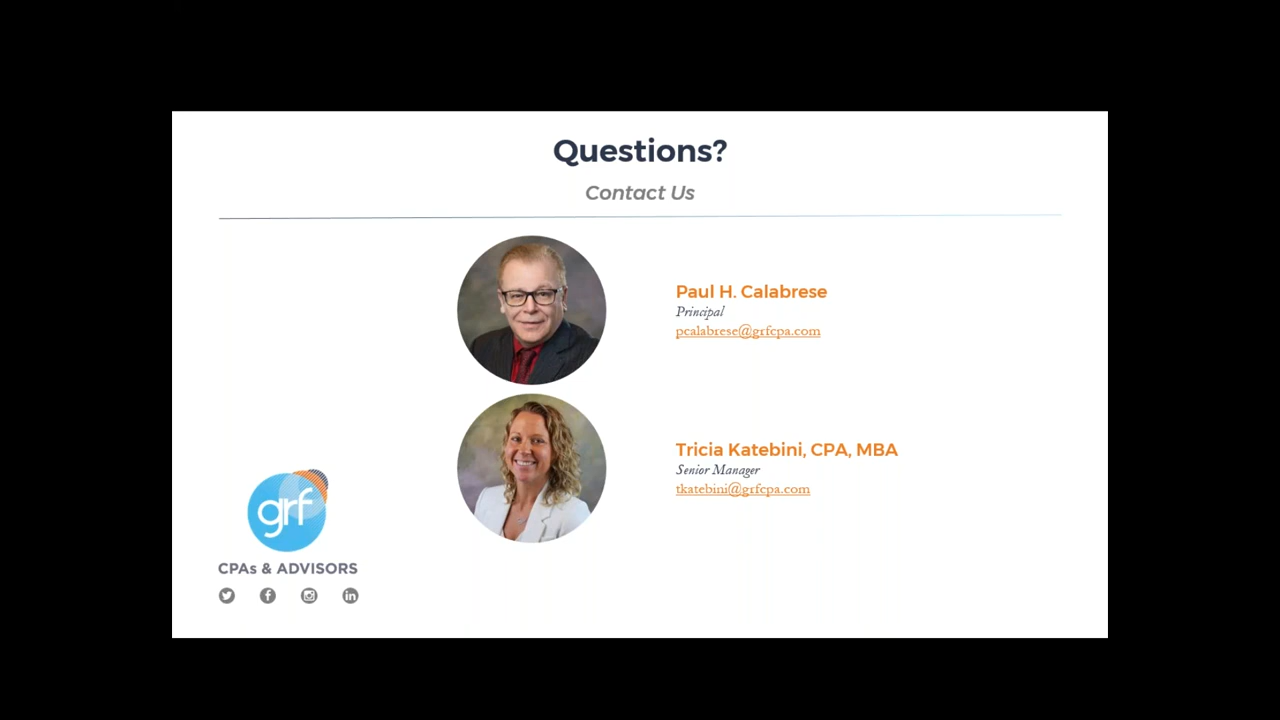 Questions?
Contact Us
Paul H. Calabrese
Principal
pcalabrese@grfcpa.com
Tricia Katebini, CPA, MBA
Senior Manager
tkatebini@grfcpa.com
grf
CPAs & ADVISORS